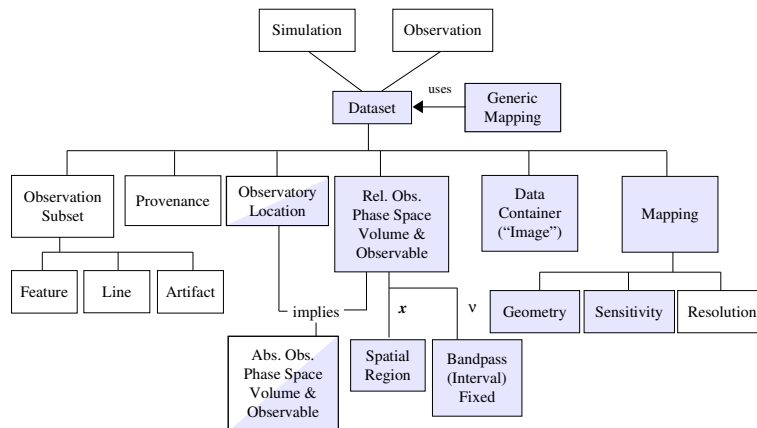 Simulation
Observation
uses
Dataset
Generic
Mapping
Observation
Subset
Provenance
Observatory
Location
Rel. Obs.
Phase Space
Volume &
Observable
Data
Container
(“Image”)
Mapping
Feature
Line
Artifact
implies
x
ν
Geometry
Sensitivity
Resolution
Abs. Obs.
Phase Space
Volume &
Observable
Spatial
Region
Bandpass
(Interval)
Fixed